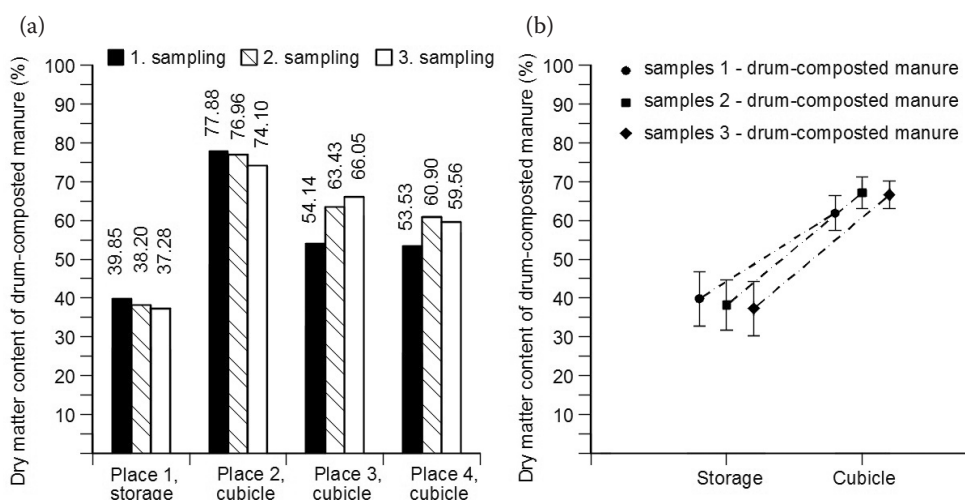 (a)
1. sampling 2. sampling 3. sampling
Dry matter content of drum-composted manure (%)
100
90
80
70
60
50
40
30
20
10
39.85
38.20
37.28
77.88
76.96
74.10
54.14
63.43
66.05
53.53
60.90
59.56
Place 1, Place 2, Place 3, Place 4,
storage cubicle cubicle cubicle
(b)
samples 1 - drum-composted manure
samples 2 - drum-composted manure
samples 3 - drum-composted manure
Dry matter content of drum-composted manure (%)
100
90
80
70
60
50
40
30
20
10
Storage Cubicle